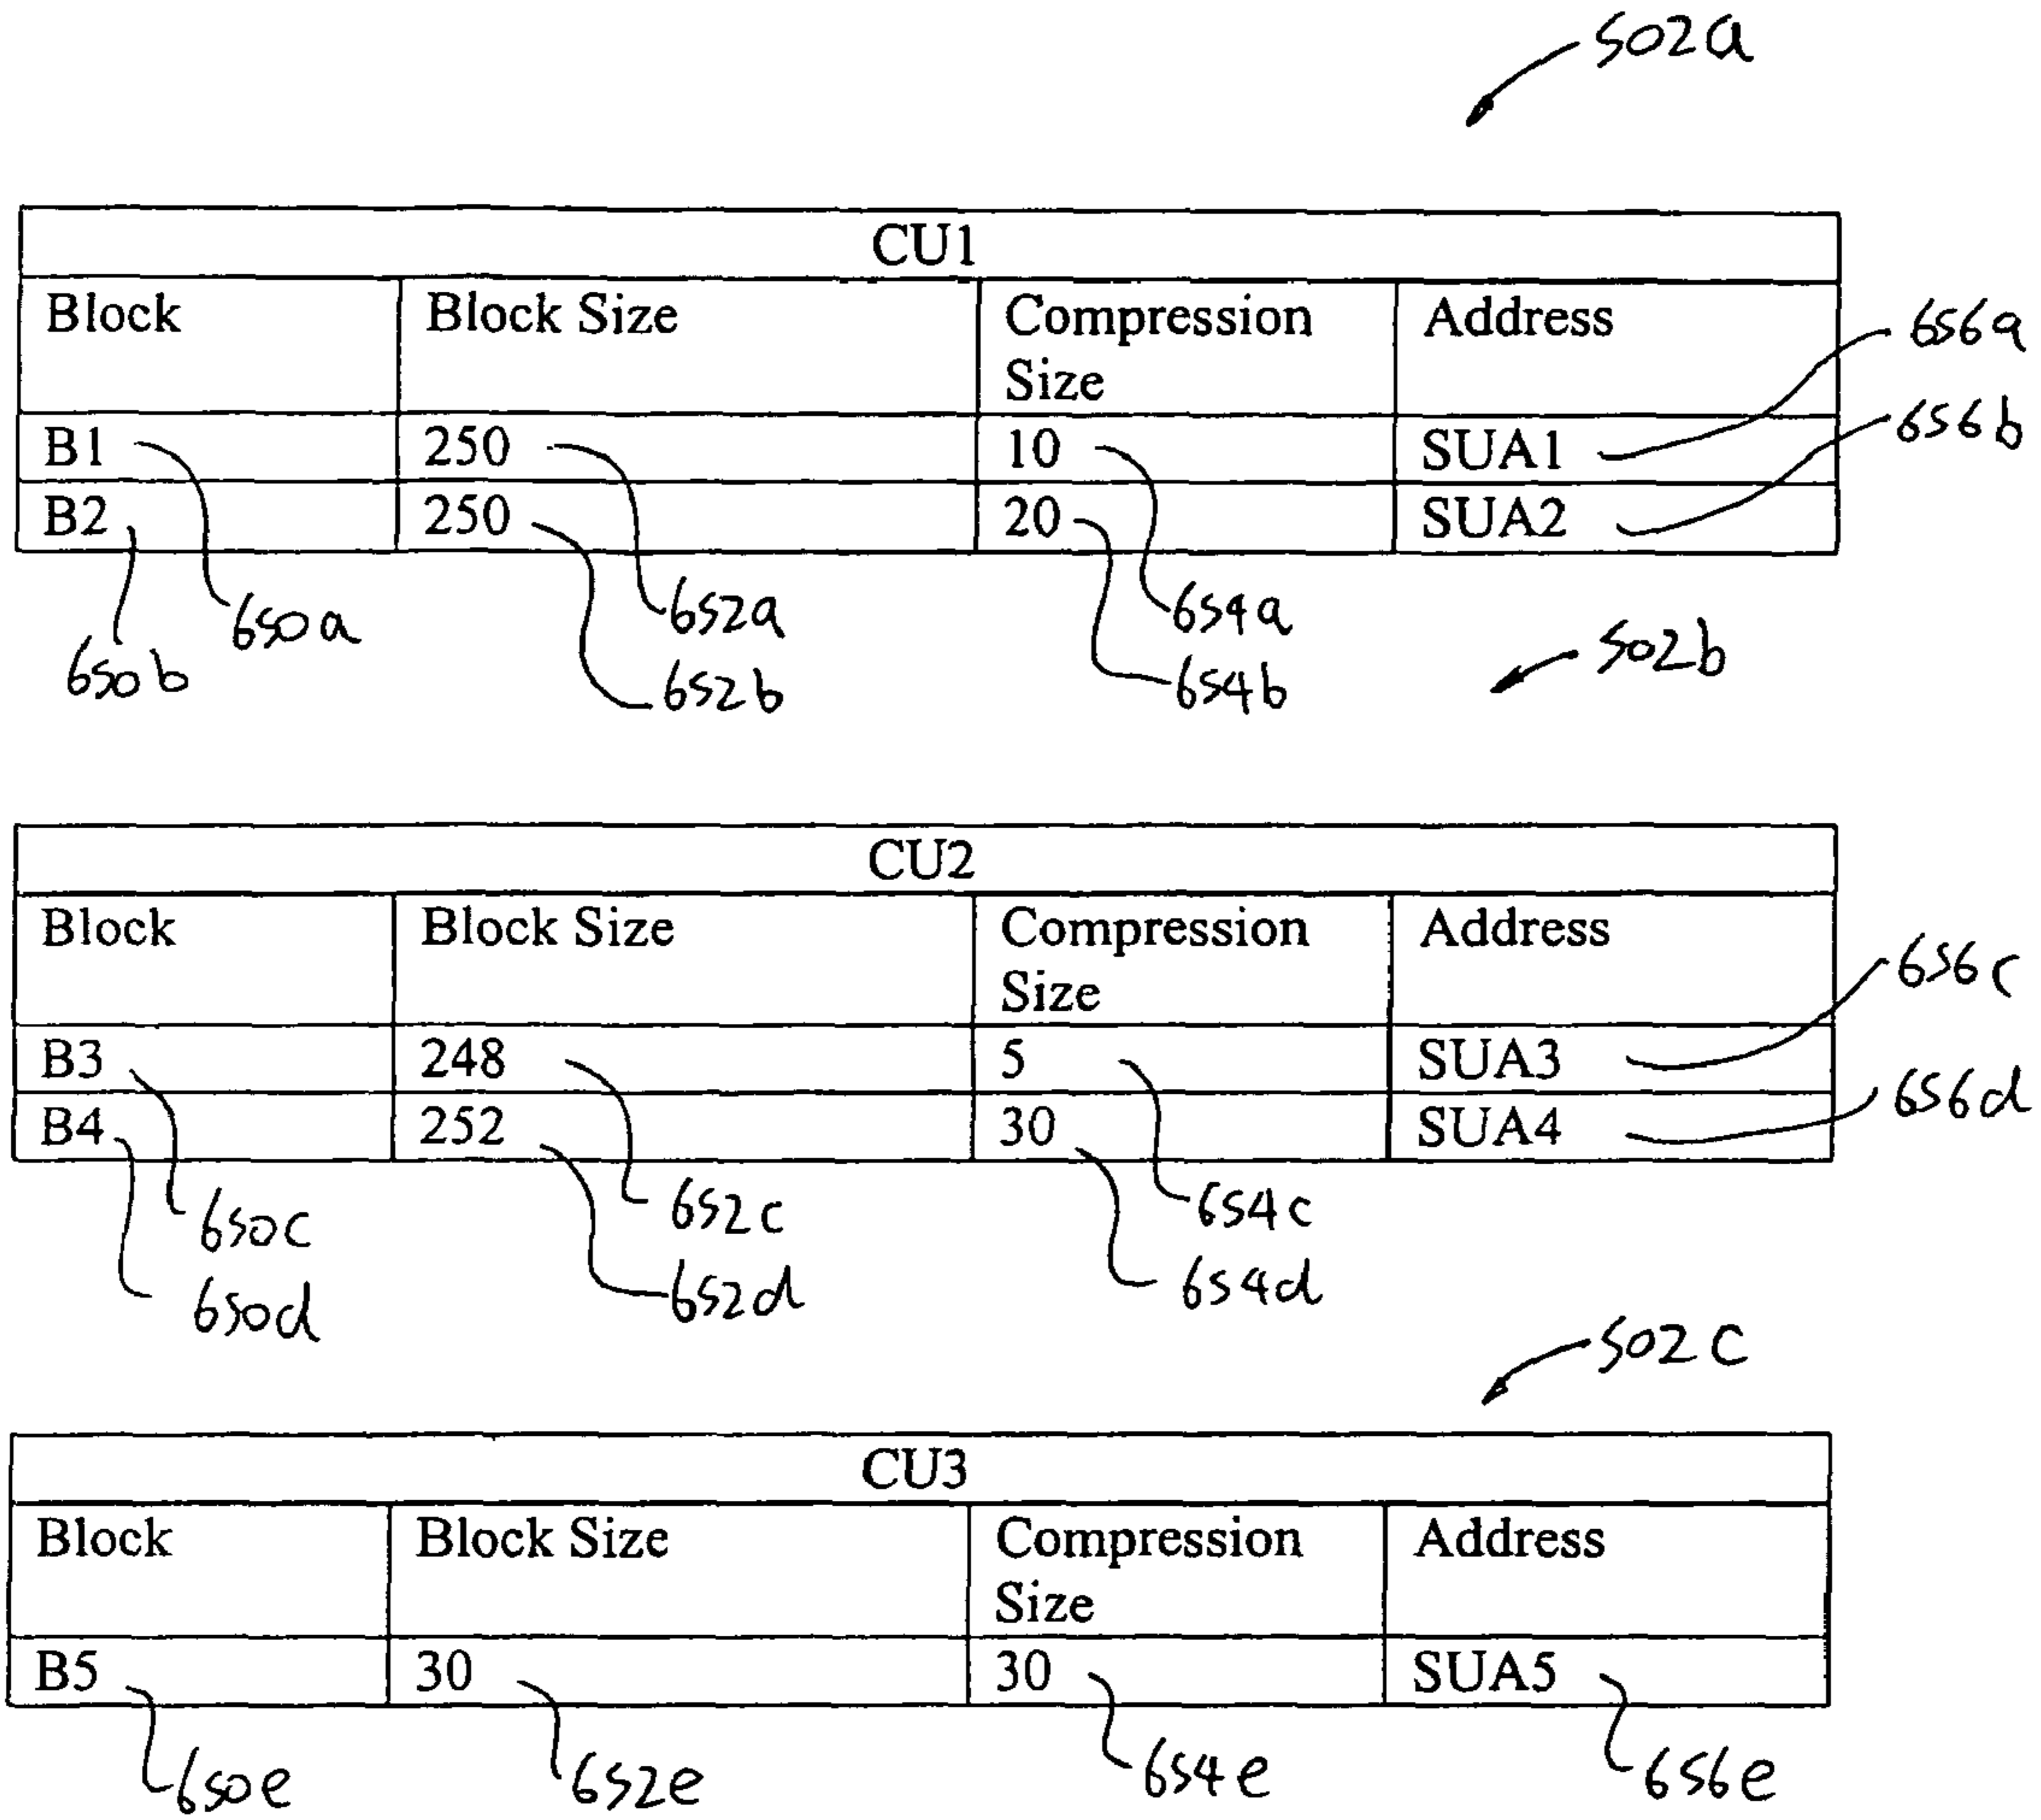 502a
CU1
Block Block Size Compression Size Address
656a
B1 250 10 SUA1
656b
B2 250 20 SUA2
650a 652a 654a
650b 652b 654b
502b
CU2
Block Block Size Compression Size Address
656c
B3 248 5 SUA3
656d
B4 252 30 SUA4
650c 652c 654c
650d 652d 654d
502c
CU3
Block Block Size Compression Size Address
B5 30 30 SUA5
650e 652e 654e 656e